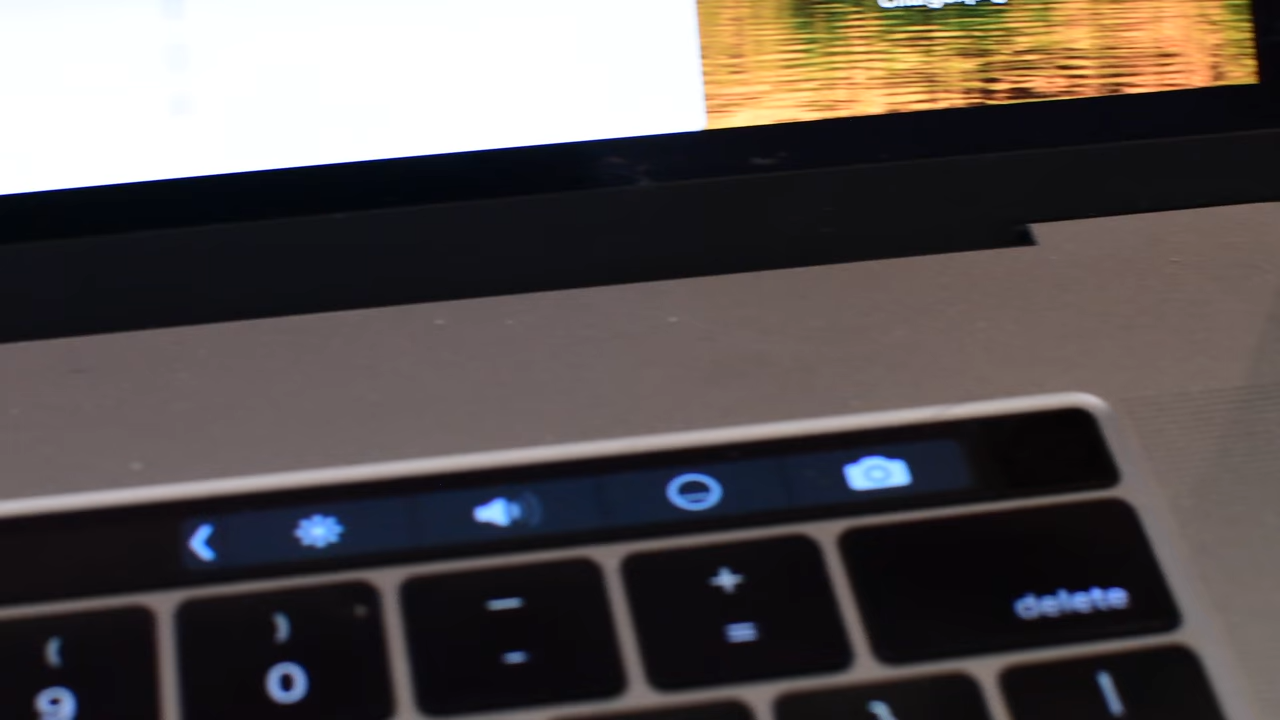 delete
( ) — +
9 0 - =